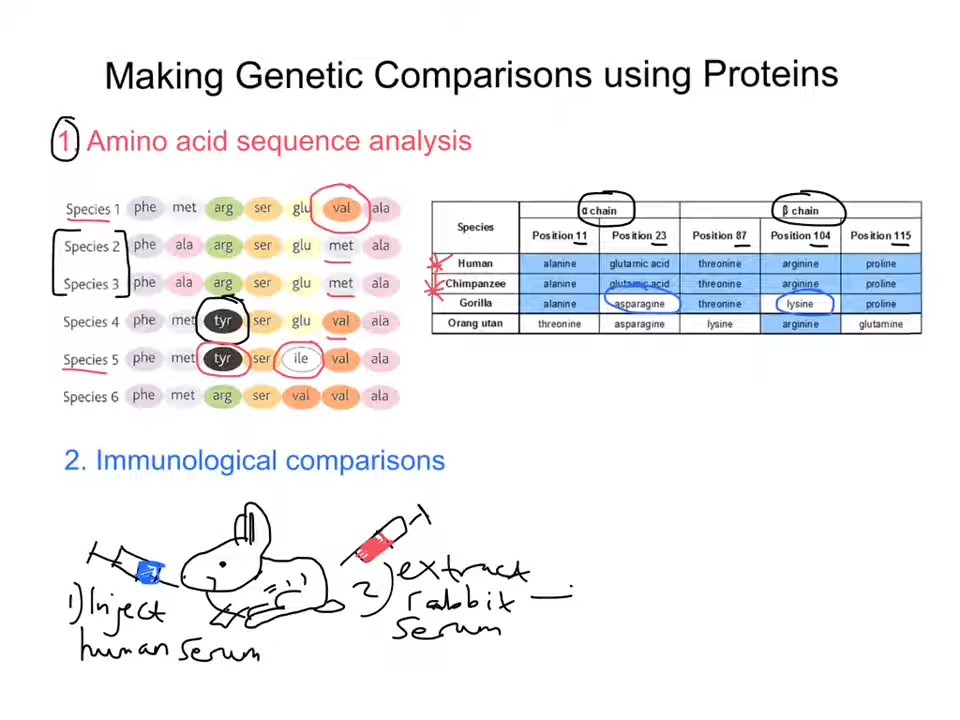 Making Genetic Comparisons using Proteins
1. Amino acid sequence analysis
Species 1 phe met arg ser glu val ala
Species 2 phe ala arg ser glu met ala
Species 3 phe ala arg ser glu met ala
Species 4 phe met tyr ser glu val ala
Species 5 phe met tyr ser ile val ala
Species 6 phe met arg ser val val ala
Species α chain β chain
Position 11 Position 23 Position 87 Position 104 Position 115
Human alanine glutamic acid threonine arginine proline
Chimpanzee alanine glutamic acid threonine arginine proline
Gorilla alanine asparagine threonine lysine proline
Orang utan threonine asparagine lysine arginine glutamine
2. Immunological comparisons
1) Inject
human serum
2) extract
rabbit
serum